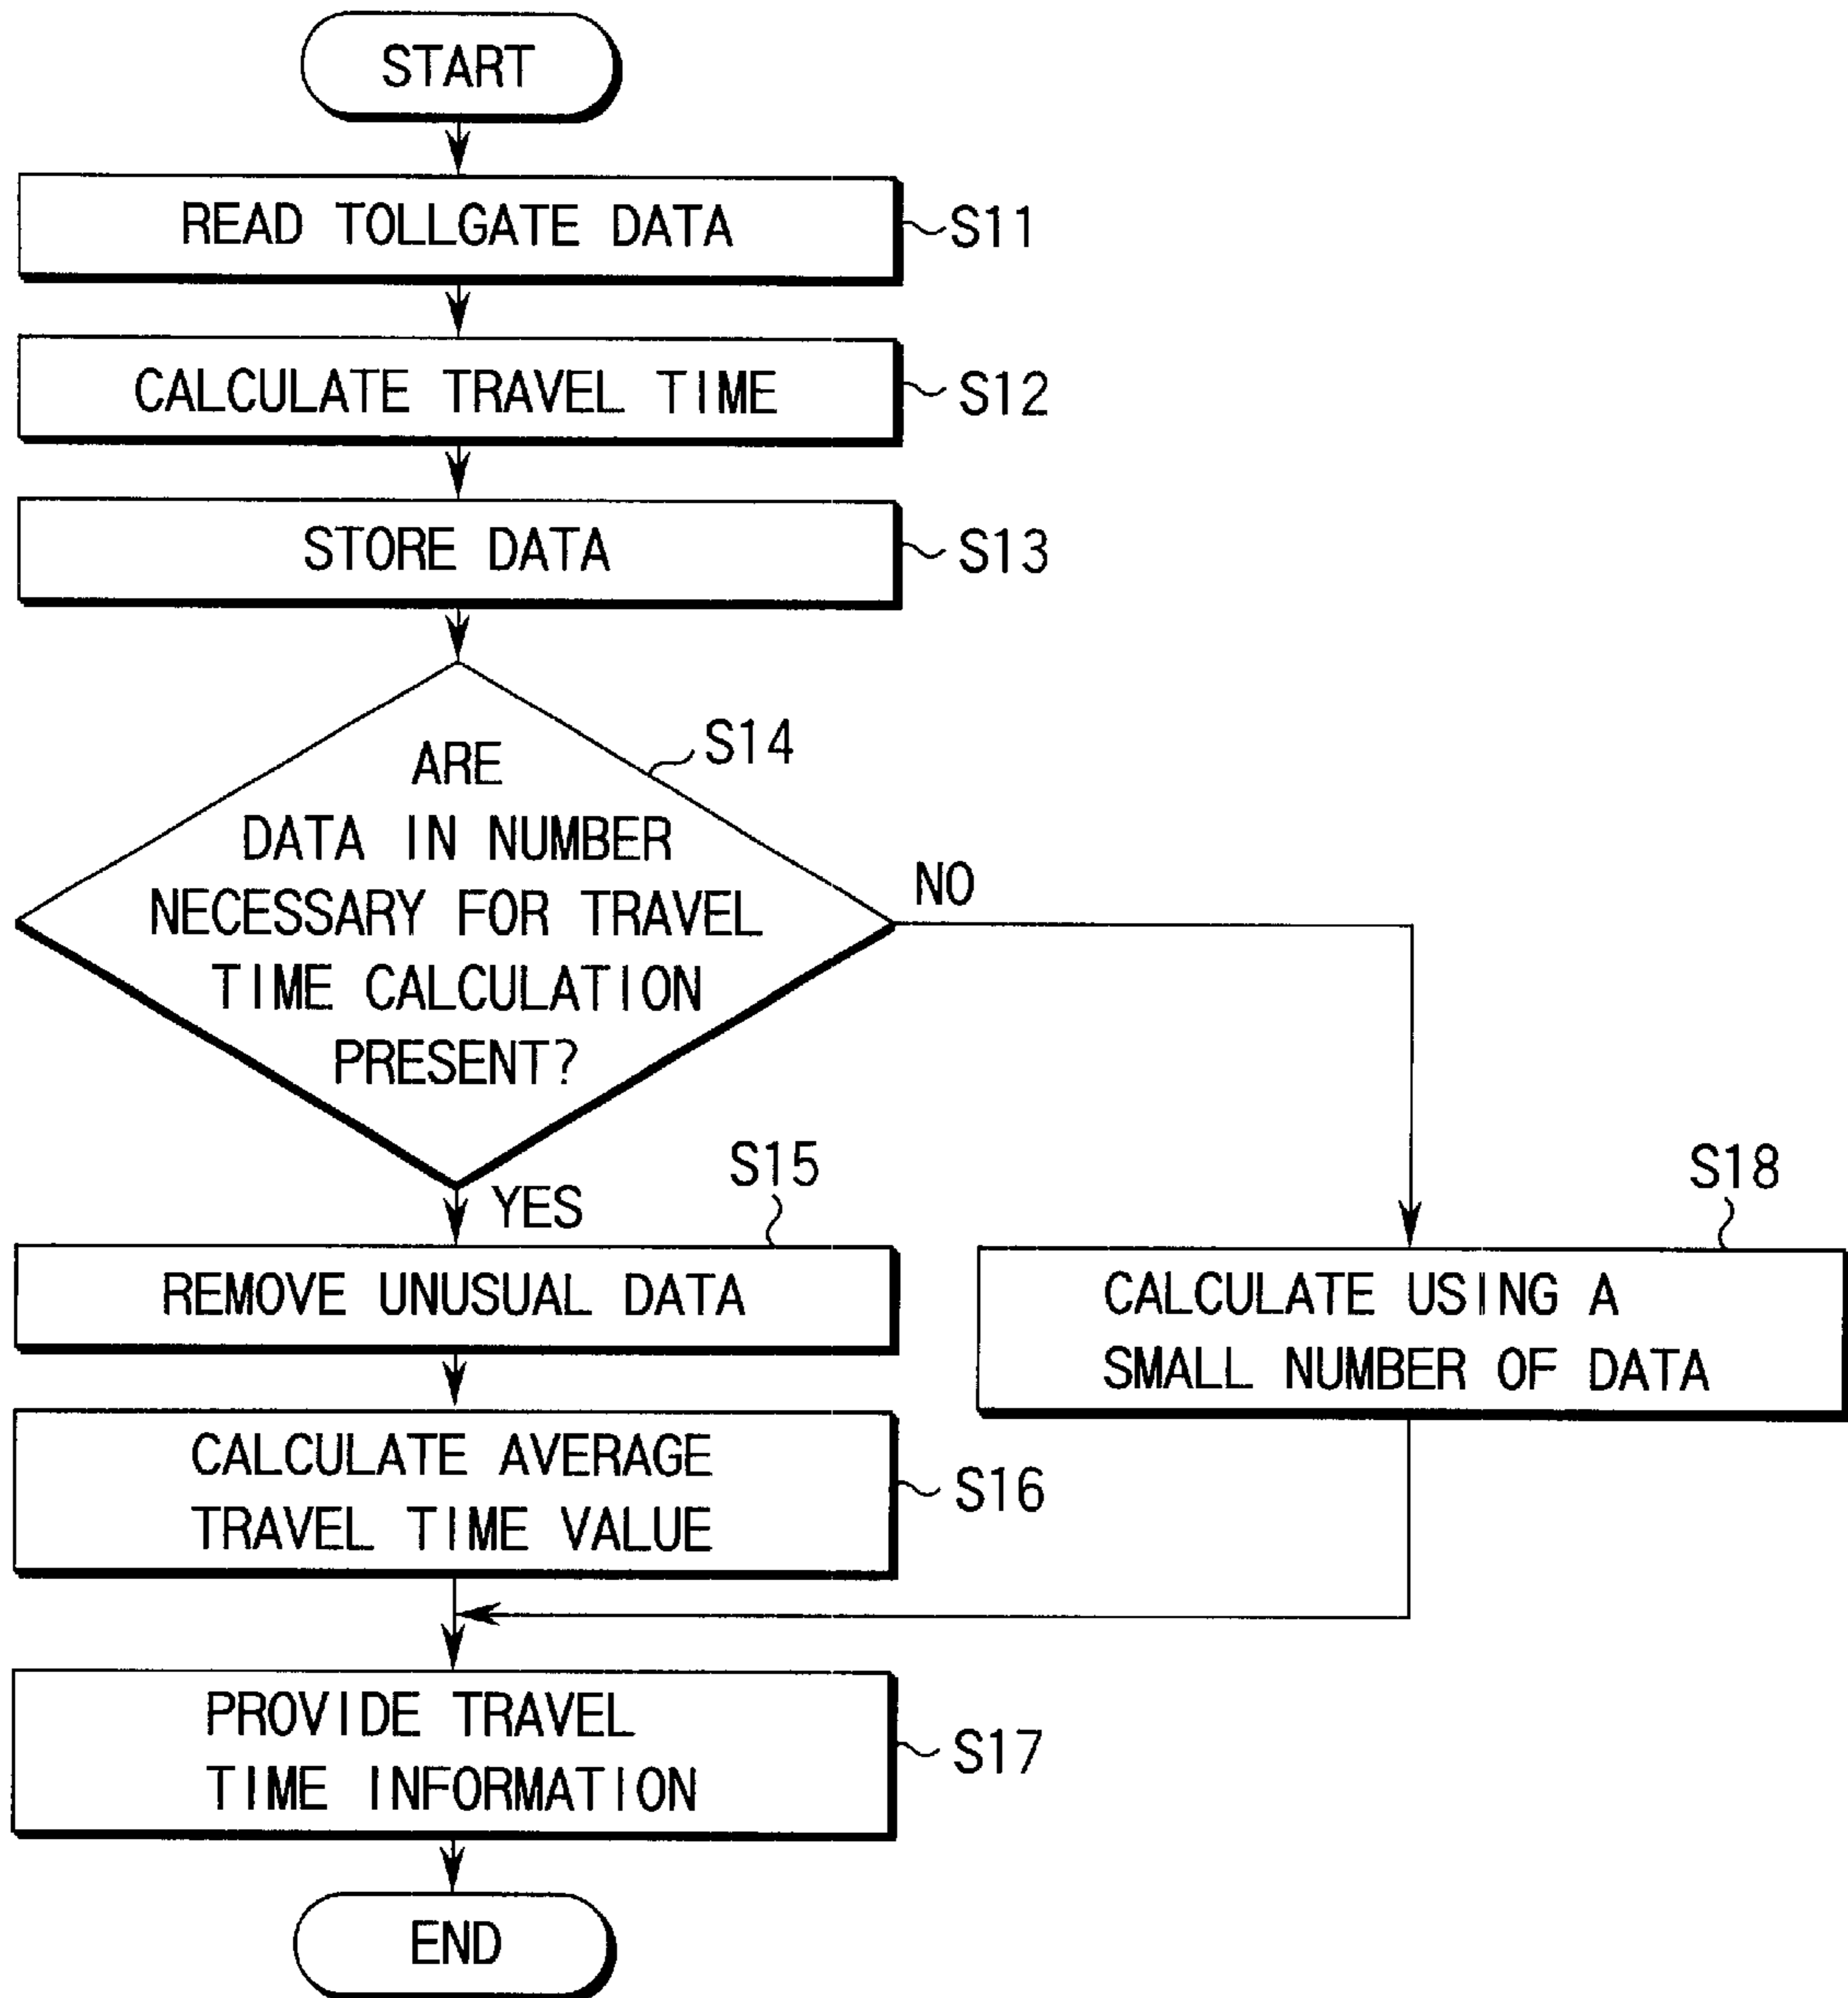 START
READ TOLLGATE DATA
S11
CALCULATE TRAVEL TIME
S12
STORE DATA
S13
S14
ARE
DATA IN NUMBER
NECESSARY FOR TRAVEL
TIME CALCULATION
PRESENT?
NO
YES
S15
REMOVE UNUSUAL DATA
S18
CALCULATE USING A
SMALL NUMBER OF DATA
CALCULATE AVERAGE
TRAVEL TIME VALUE
S16
PROVIDE TRAVEL
TIME INFORMATION
S17
END